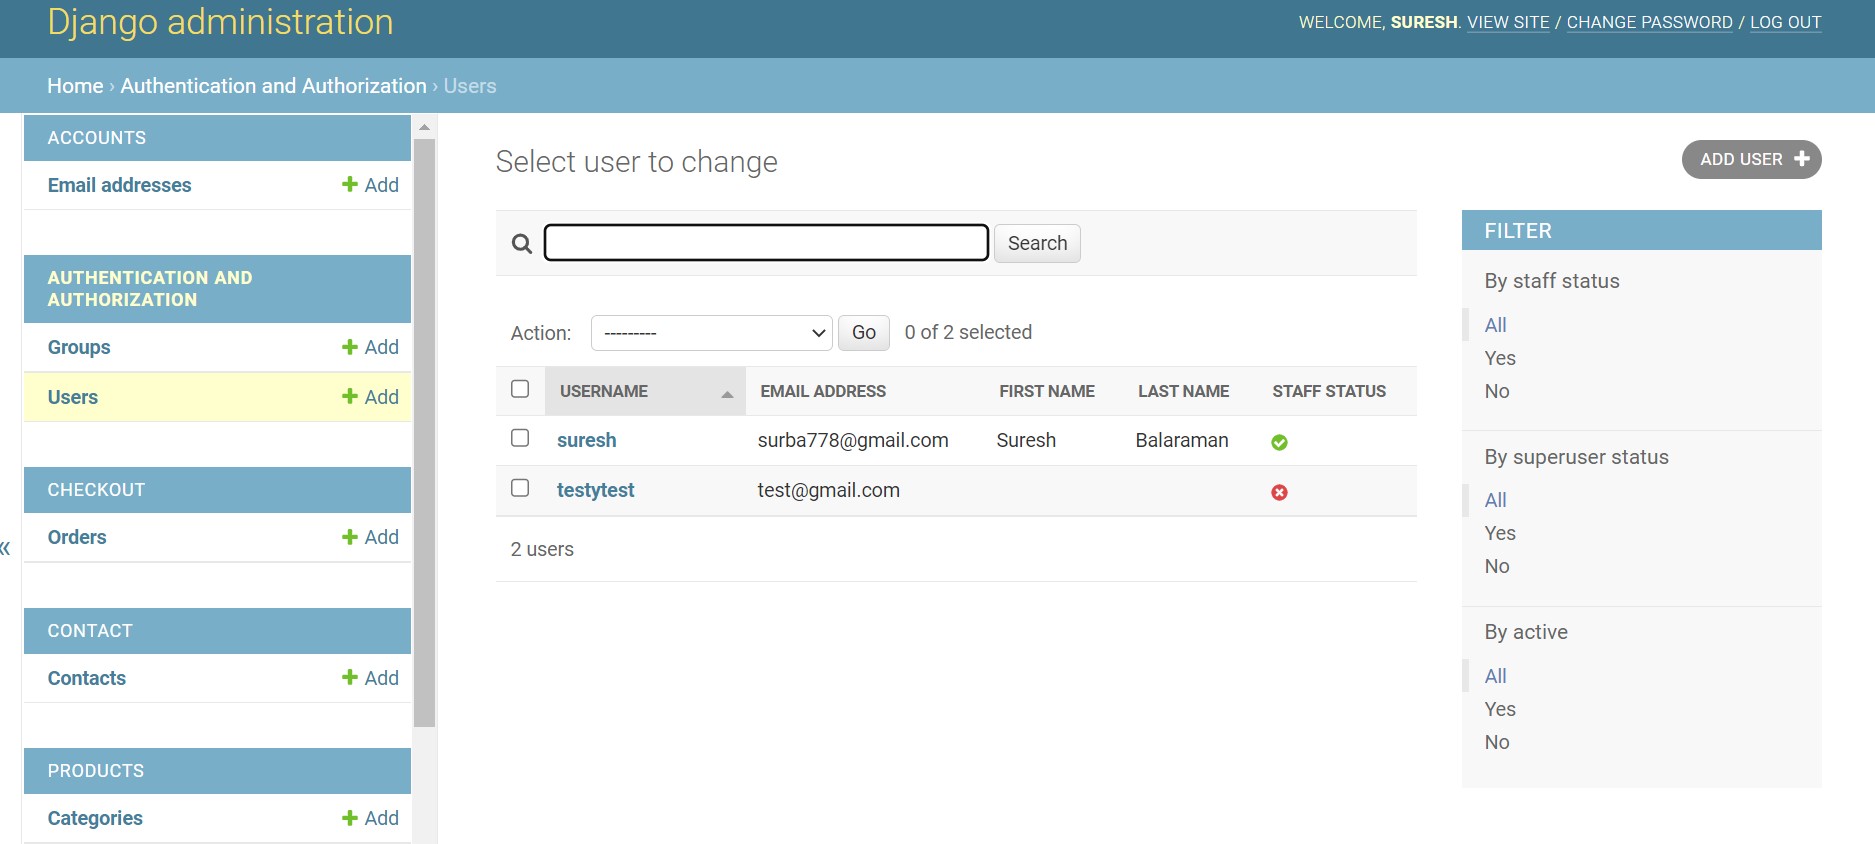 Django administration
WELCOME, SURESH. VIEW SITE / CHANGE PASSWORD / LOG OUT
Home › Authentication and Authorization › Users
ACCOUNTS
Email addresses Add
AUTHENTICATION AND
AUTHORIZATION
Groups Add
Users Add
CHECKOUT
Orders Add
CONTACT
Contacts Add
PRODUCTS
Categories Add
«
Select user to change
ADD USER
Search
Action: --------- Go 0 of 2 selected
USERNAME EMAIL ADDRESS FIRST NAME LAST NAME STAFF STATUS
suresh surba778@gmail.com Suresh Balaraman
testytest test@gmail.com
2 users
FILTER
By staff status
All
Yes
No
By superuser status
All
Yes
No
By active
All
Yes
No